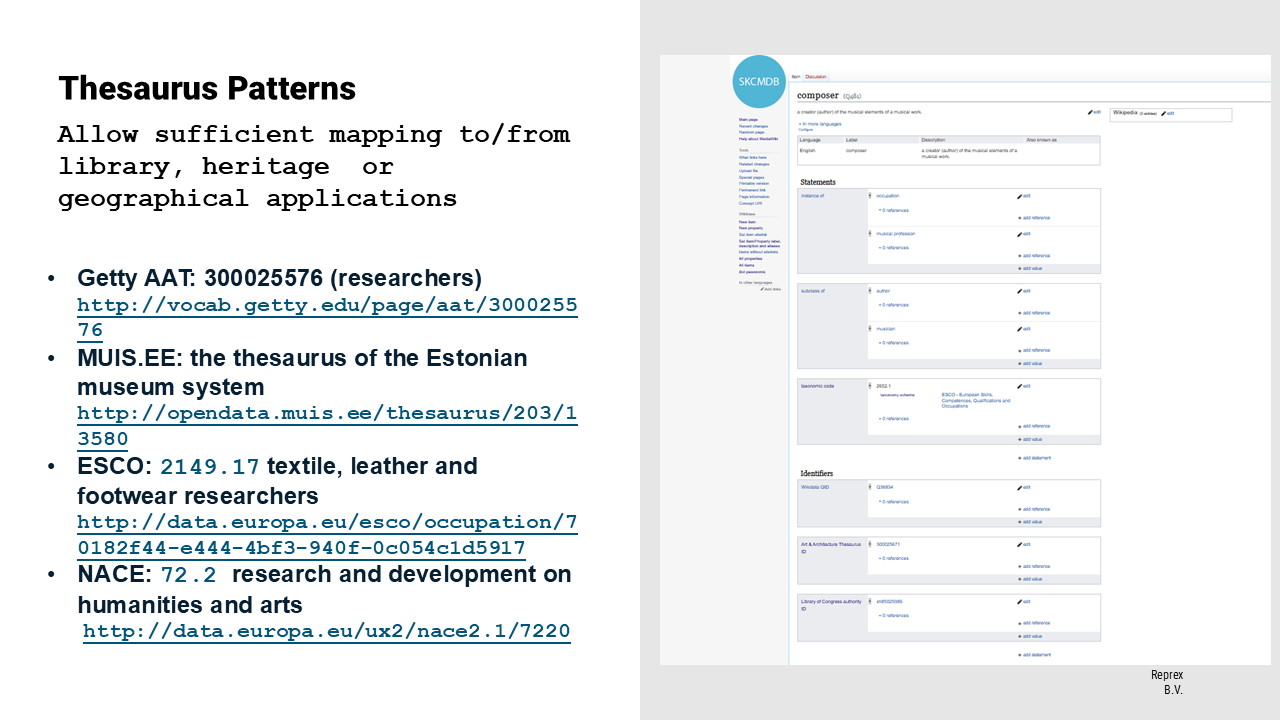 Thesaurus Patterns
Allow sufficient mapping to/from
library, heritage or
geographical applications
• Getty AAT: 300025576 (researchers)
http://vocab.getty.edu/page/aat/3000255
76
• MUIS.EE: the thesaurus of the Estonian
museum system
http://opendata.muis.ee/thesaurus/203/1
3580
• ESCO: 2149.17 textile, leather and
footwear researchers
http://data.europa.eu/esco/occupation/7
0182f44-e444-4bf3-940f-0c054c1d5917
• NACE: 72.2 research and development on
humanities and arts
http://data.europa.eu/ux2/nace2.1/7220
SKCMDB
Main page
Recent changes
Random page
Help about MediaWiki
Tools
What links here
Related changes
Upload file
Special pages
Printable version
Permanent link
Page information
Concept URI
Wikibase
New item
New property
Set item sitelink
Set Item/Property label,
description and aliases
Items without sitelinks
All properties
All items
In other languages
Add links
Item Discussion
composer (Q481)
a creator (author) of the musical elements of a musical work. edit
Wikipedia (0 entries) edit
In more languages
Configure
Language Label Description Also known as
English composer a creator (author) of the musical elements of a
musical work.
Statements
instance of occupation edit
0 references
+ add reference
musical profession edit
0 references
+ add reference
+ add value
subclass of author edit
0 references
+ add reference
musician edit
0 references
+ add reference
+ add value
taxonomic code 2652.1 edit
taxonomy scheme ESCO - European Skills,
Competences, Qualifications and
Occupations
0 references
+ add reference
+ add value
+ add statement
Identifiers
Wikidata QID Q36834 edit
0 references
+ add reference
+ add value
Art & Architecture Thesaurus
ID 300025671 edit
0 references
+ add reference
+ add value
Library of Congress authority
ID edit
0 references
+ add reference
+ add value
+ add statement
Reprex
B.V.